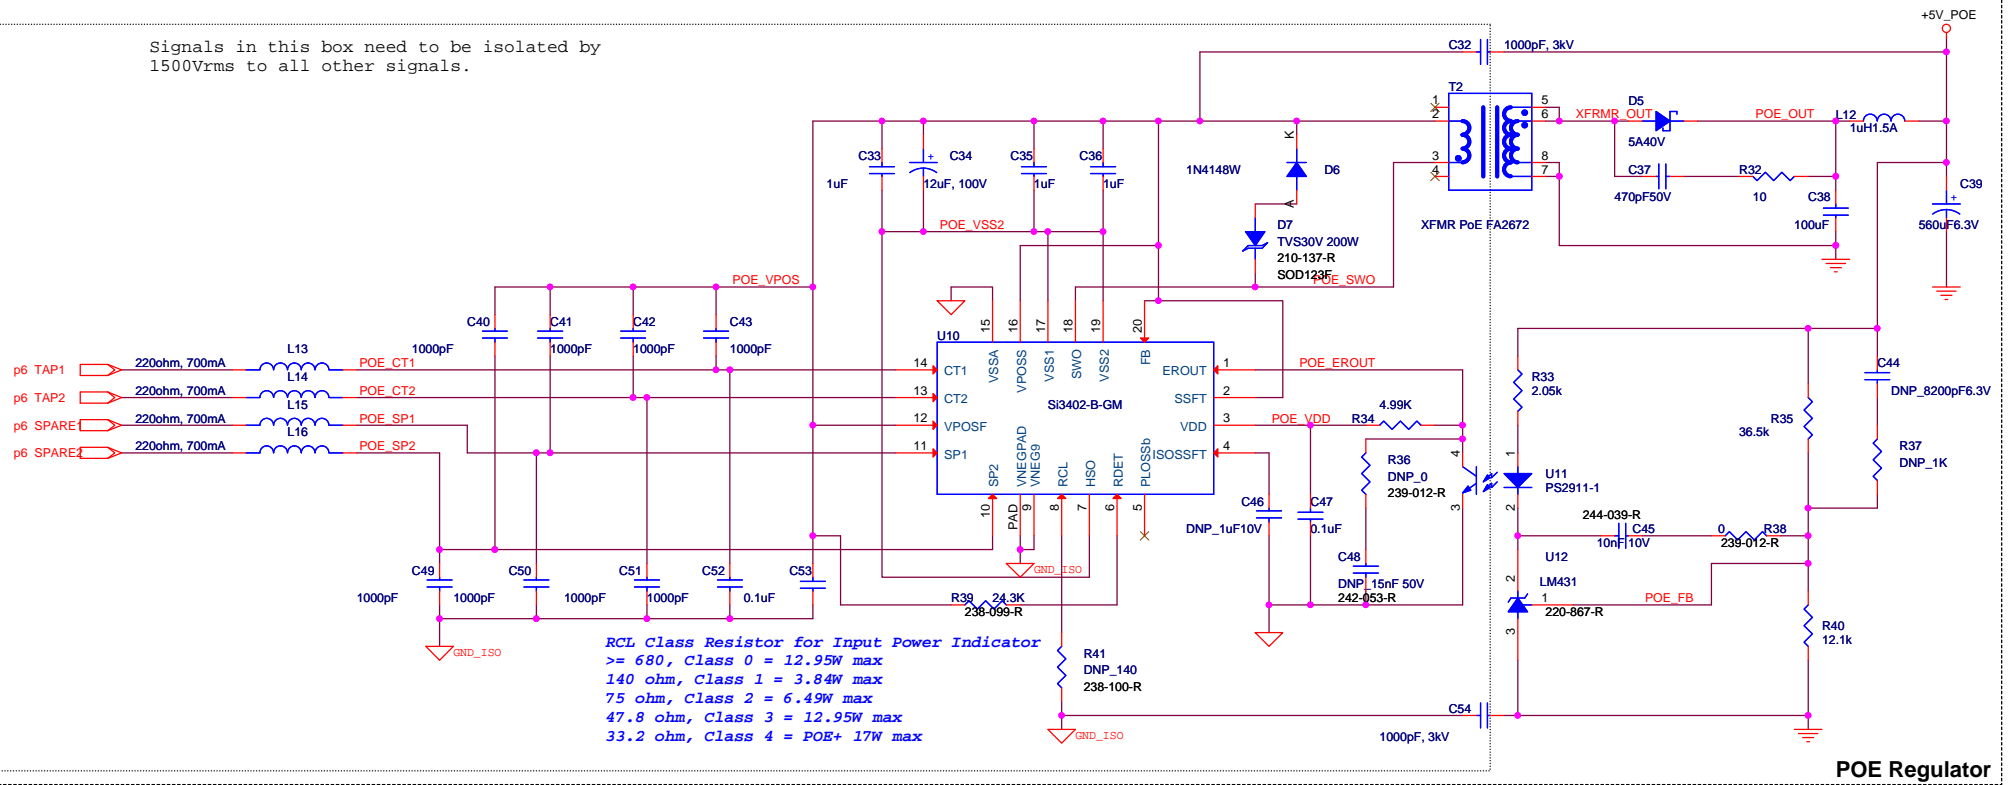 +5V_POE
Signals in this box need to be isolated by
1500Vrms to all other signals.
C32
1000pF, 3kV
T2
1
2
3
4
5
6
8
7
XFMR PoE FA2672
XFRMR_OUT
D5
5A40V
POE_OUT
L12
1uH1.5A
C37
470pF50V
R32
10
C38
100uF
C39
+
560uF6.3V
C33
1uF
+
C34
12uF, 100V
C35
1uF
C36
1uF
K
1N4148W
D6
A
D7
TVS30V 200W
210-137-R
SOD123F
POE_VSS2
POE_SWO
POE_VPOS
C40
1000pF
C41
1000pF
C42
1000pF
C43
1000pF
p6 TAP1
220ohm, 700mA
L13
POE_CT1
p6 TAP2
220ohm, 700mA
L14
POE_CT2
p6 SPARE1
220ohm, 700mA
L15
POE_SP1
p6 SPARE2
220ohm, 700mA
L16
POE_SP2
U10
Si3402-B-GM
15
16
17
18
19
20
VSSA
VPOSS
VSS1
SWO
VSS2
FB
14
CT1
13
CT2
12
VPOSF
11
SP1
EROUT
1
SSFT
2
VDD
3
ISOSSFT
4
SP2
VNEGPAD
VNEG9
RCL
HSO
RDET
PLOSSb
10
PAD
9
8
7
6
5
GND_ISO
POE_EROUT
POE_VDD
R34
4.99K
R36
DNP_0
239-012-R
C46
DNP_1uF10V
C47
0.1uF
C48
DNP_15nF 50V
242-053-R
4
3
1
2
U11
PS2911-1
R33
2.05k
R35
36.5k
C44
DNP_8200pF6.3V
R37
DNP_1K
244-039-R
C45
10nF 10V
0
R38
239-012-R
U12
LM431
220-867-R
2
1
3
POE_FB
R40
12.1k
C49
1000pF
C50
1000pF
C51
1000pF
C52
0.1uF
C53
1000pF
GND_ISO
R39
24.3K
238-099-R
R41
DNP_140
238-100-R
GND_ISO
C54
1000pF, 3kV
RCL Class Resistor for Input Power Indicator
>= 680, Class 0 = 12.95W max
140 ohm, Class 1 = 3.84W max
75 ohm, Class 2 = 6.49W max
47.8 ohm, Class 3 = 12.95W max
33.2 ohm, Class 4 = POE+ 17W max
POE Regulator